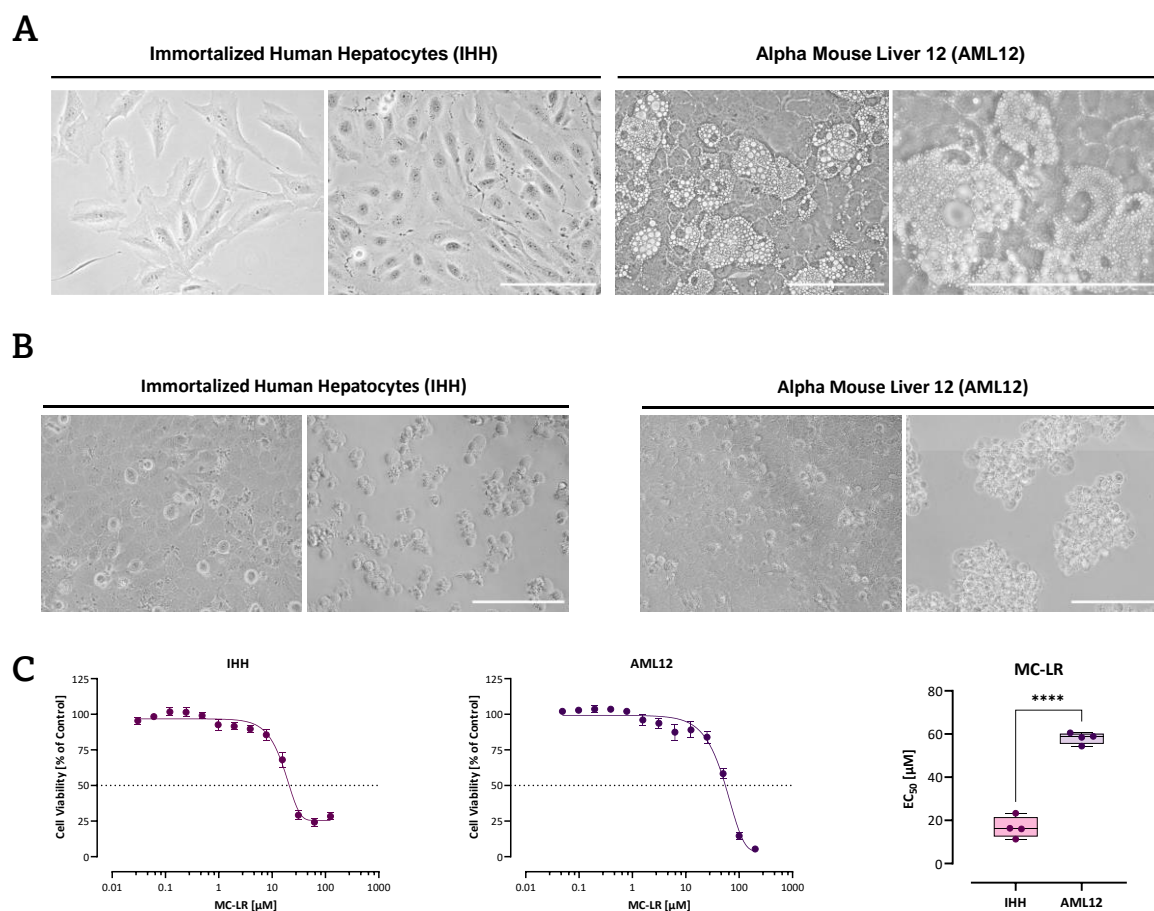 A
Immortalized Human Hepatocytes (IHH)
Alpha Mouse Liver 12 (AML12)
B
Immortalized Human Hepatocytes (IHH)
Alpha Mouse Liver 12 (AML12)
C
IHH
Cell Viability [% of Control]
125
100
75
50
25
0
0.01 0.1 1 10 100 1000
MC-LR [µM]
AML12
Cell Viability [% of Control]
125
100
75
50
25
0
0.01 0.1 1 10 100 1000
MC-LR [µM]
MC-LR
****
EC₅₀ [µM]
80
60
40
20
0
IHH AML12